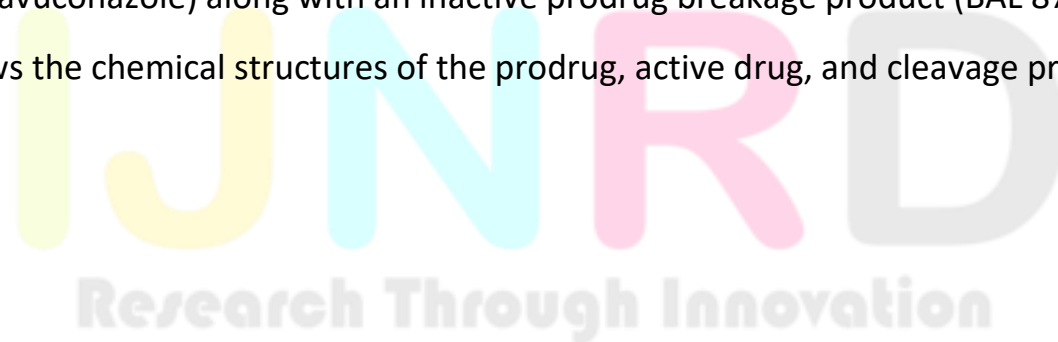 avuconazole) along with an inactive prodrug breakage product (BAL 87
ws the chemical structures of the prodrug, active drug, and cleavage pr
IJNRD
Research Through Innovation